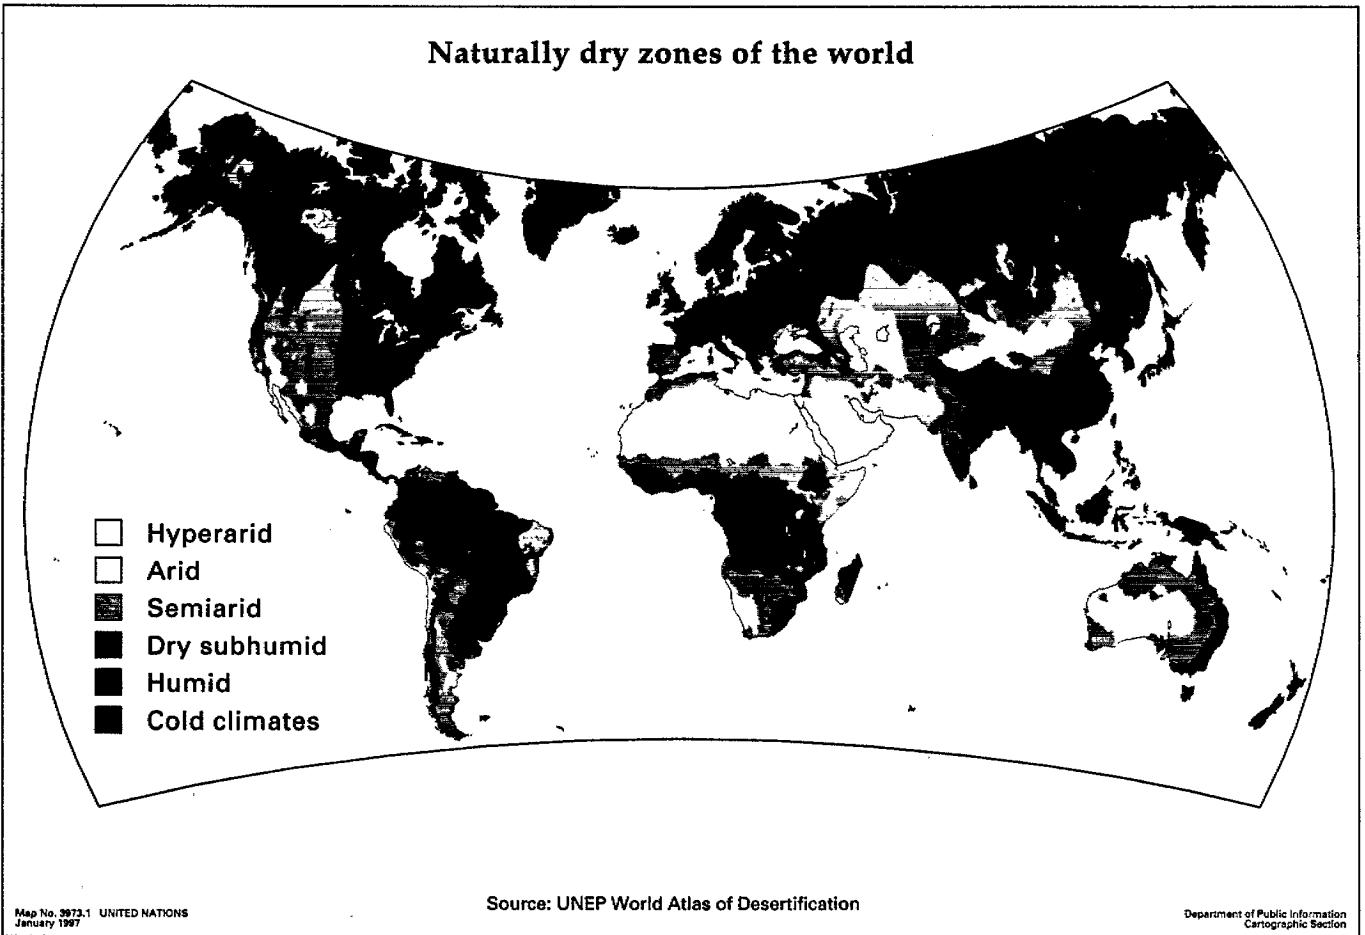 Naturally dry zones of the world
Hyperarid
Arid
Semiarid
Dry subhumid
Humid
Cold climates
Source: UNEP World Atlas of Desertification
Map No. 3973.1 UNITED NATIONS
January 1997
Department of Public Information
Cartographic Section